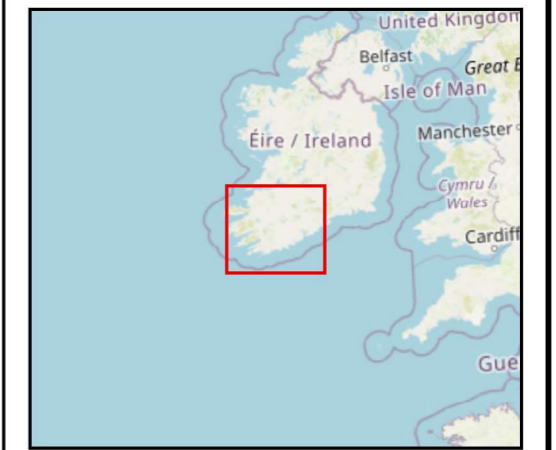 United Kingdom
Belfast
Great B
Isle of Man
Éire / Ireland
Manchester
Cymru /
Wales
Cardiff
Gue